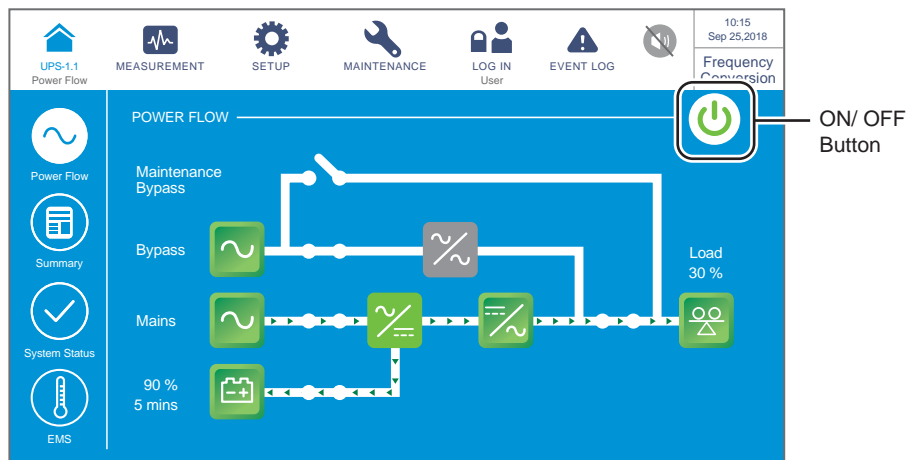 UPS-1.1
Power Flow
MEASUREMENT
SETUP
MAINTENANCE
LOG IN
User
EVENT LOG
10:15
Sep 25,2018
Frequency
Conversion
POWER FLOW
ON/ OFF
Button
Power Flow
Summary
System Status
EMS
Maintenance
Bypass
Bypass
Load
30 %
Mains
90 %
5 mins